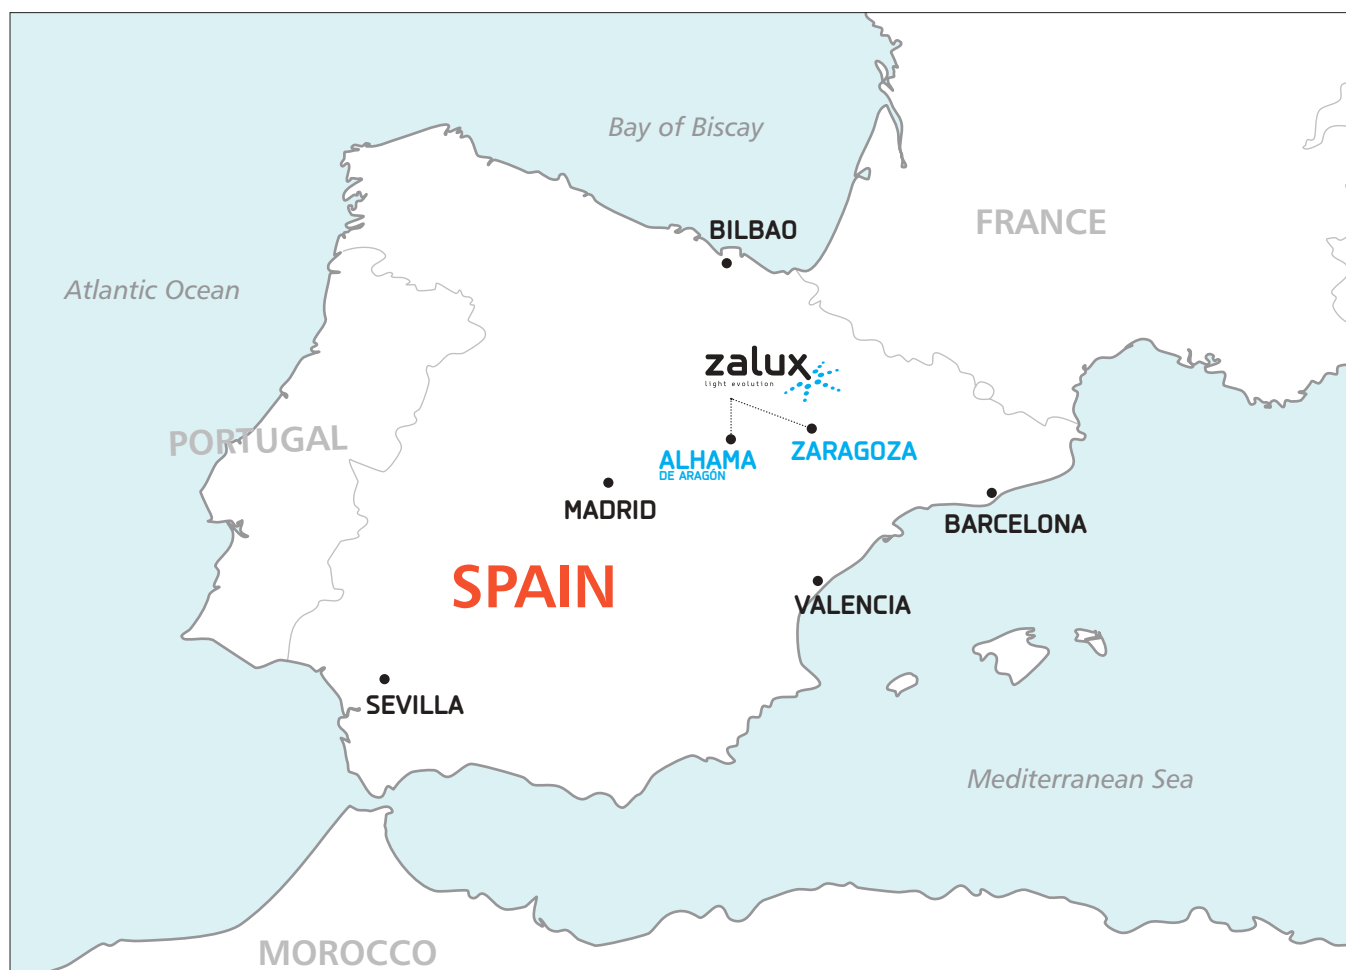 Bay of Biscay
FRANCE
BILBAO
Atlantic Ocean
zalux
light evolution
PORTUGAL
ZARAGOZA
ALHAMA
DE ARAGÓN
MADRID
BARCELONA
SPAIN
VALENCIA
SEVILLA
Mediterranean Sea
MOROCCO